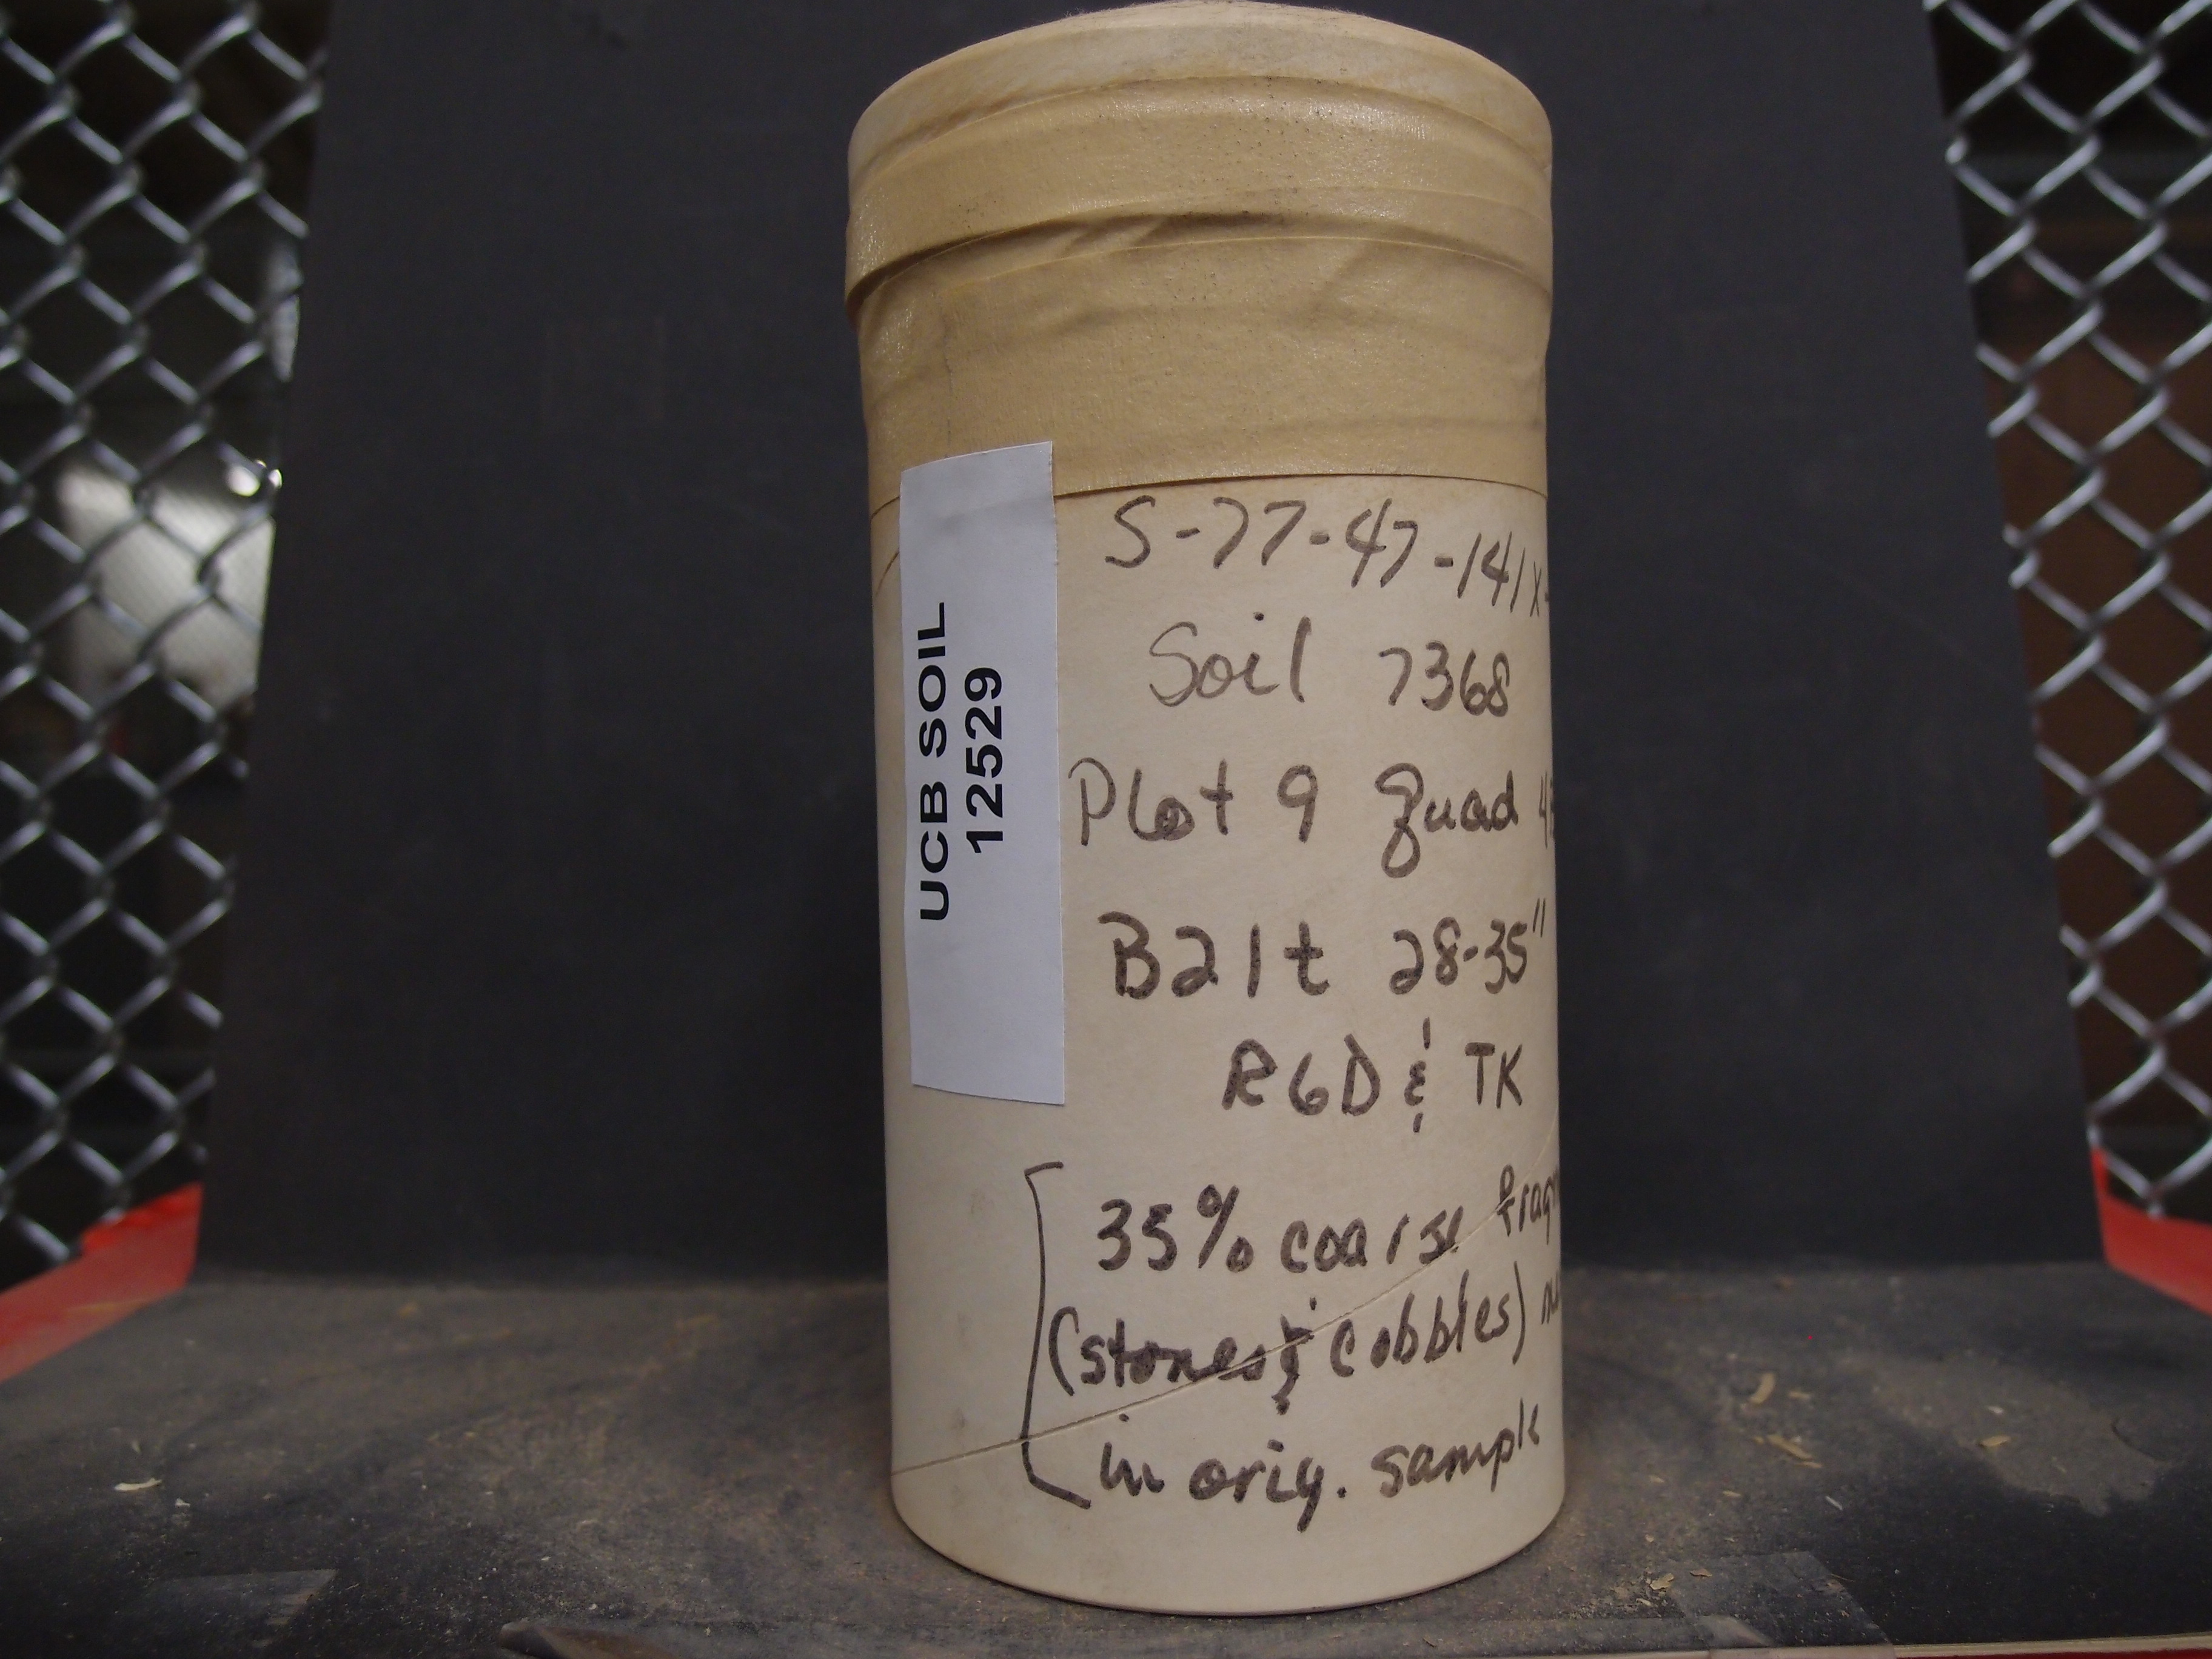 UCB SOIL
12529
S-77-47-141x-
Soil 7368
Plot 9 quad
B21t 28-35"
RGD & TK
[35% coarse
(stones & cobbles)
in orig. sample